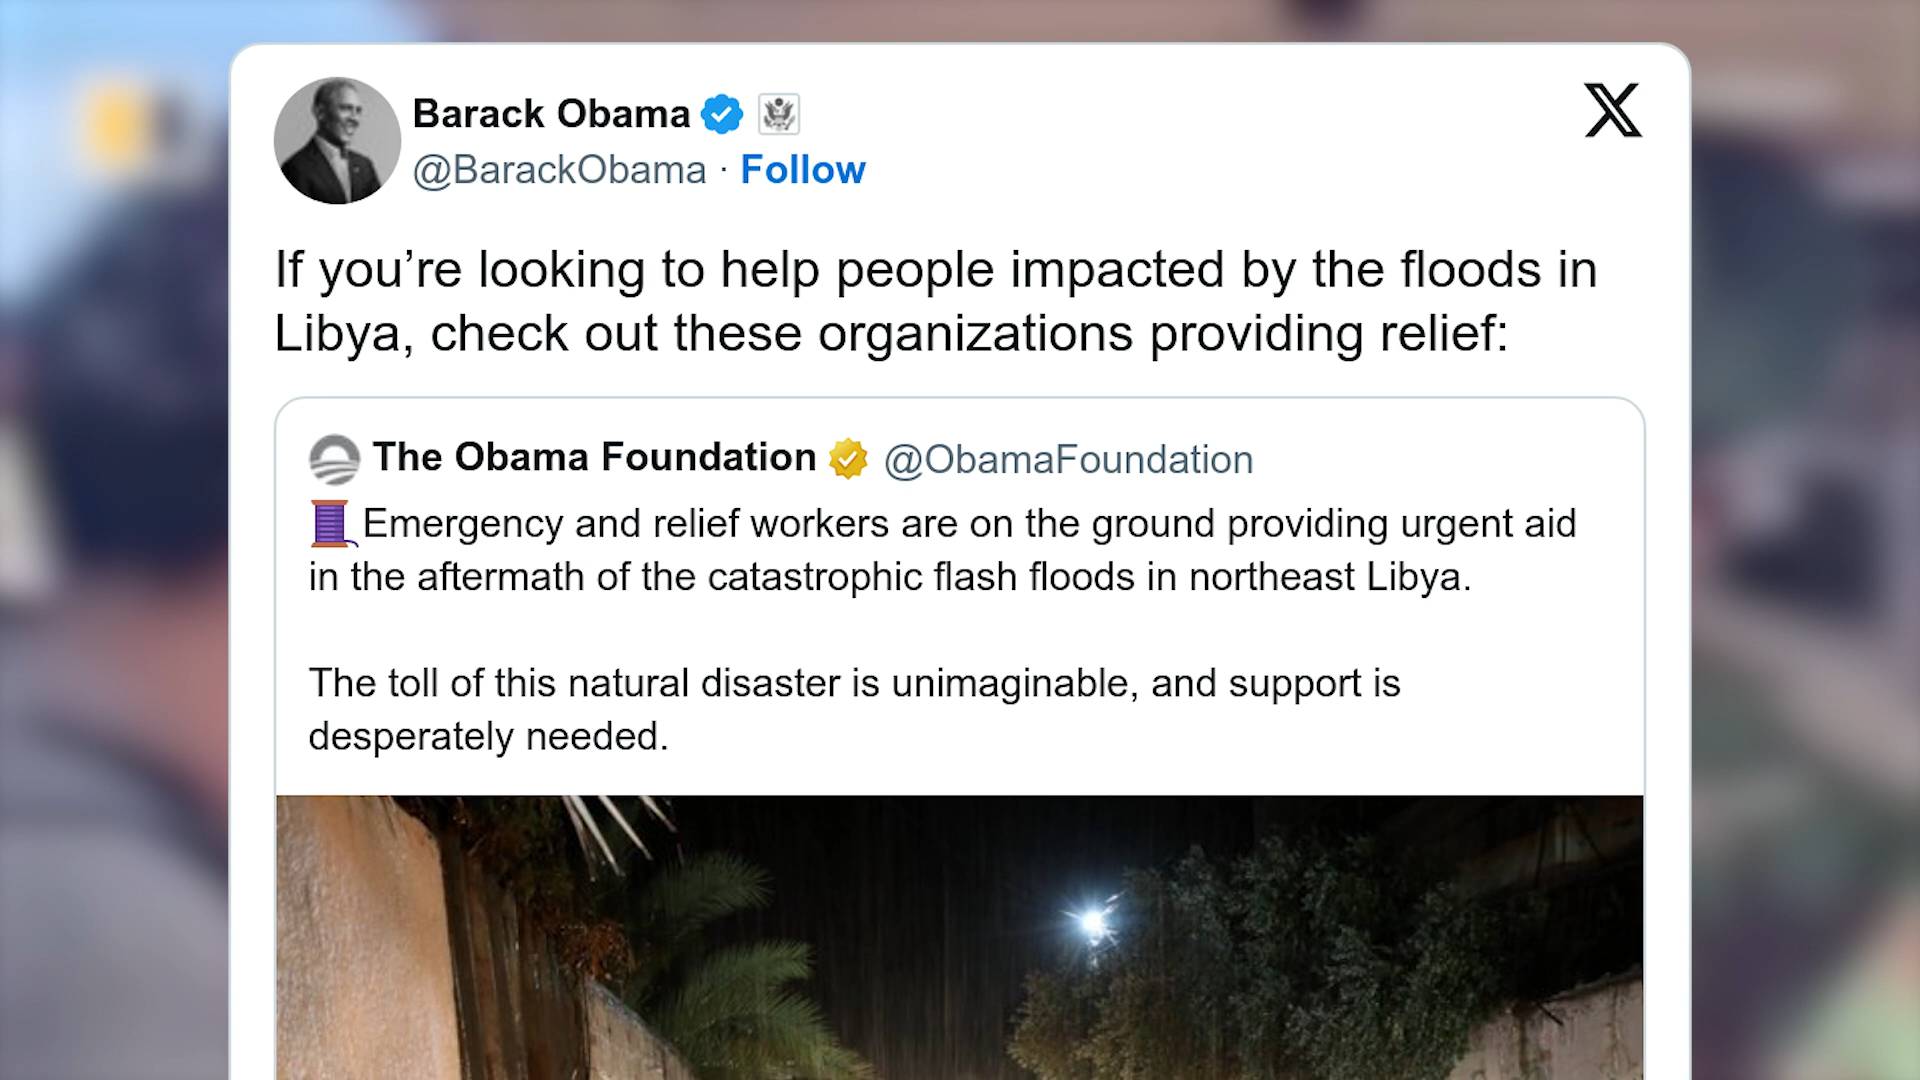 Barack Obama
@BarackObama · Follow
If you’re looking to help people impacted by the floods in
Libya, check out these organizations providing relief:
The Obama Foundation @ObamaFoundation
🧵Emergency and relief workers are on the ground providing urgent aid
in the aftermath of the catastrophic flash floods in northeast Libya.
The toll of this natural disaster is unimaginable, and support is
desperately needed.